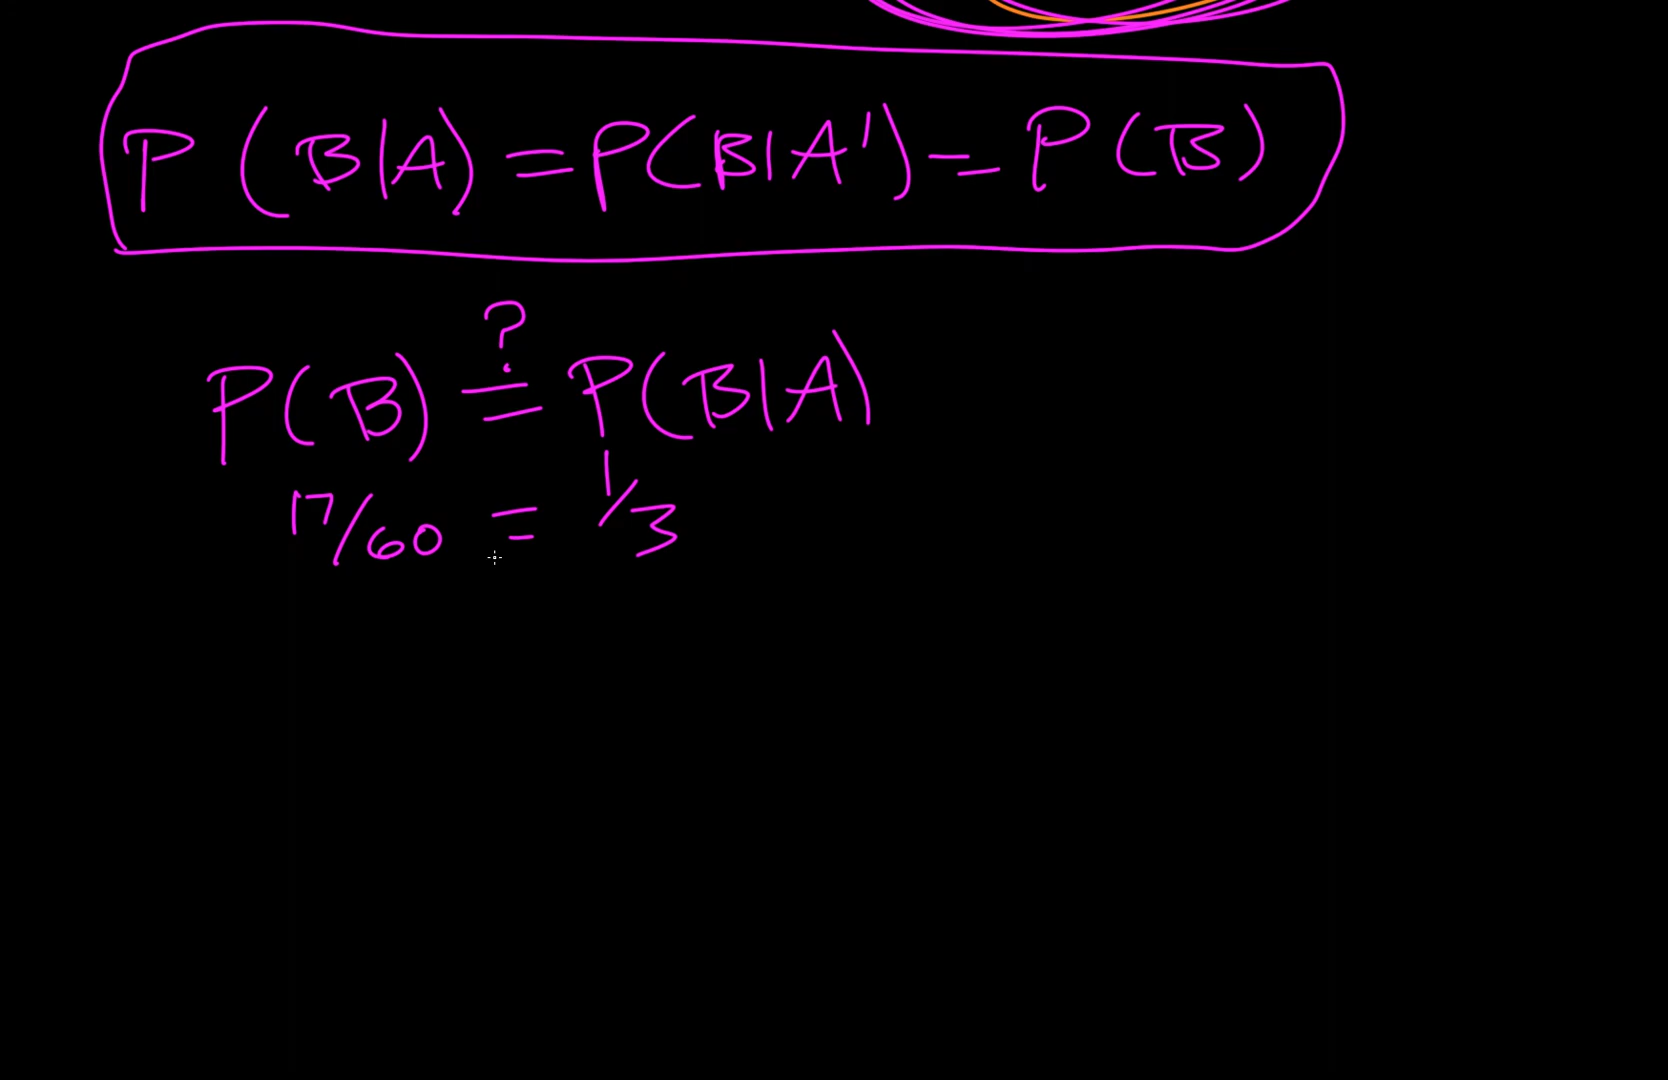 P(B|A) = P(B|A') = P(B)
?
P(B) = P(B|A)
17/60 = 1/3